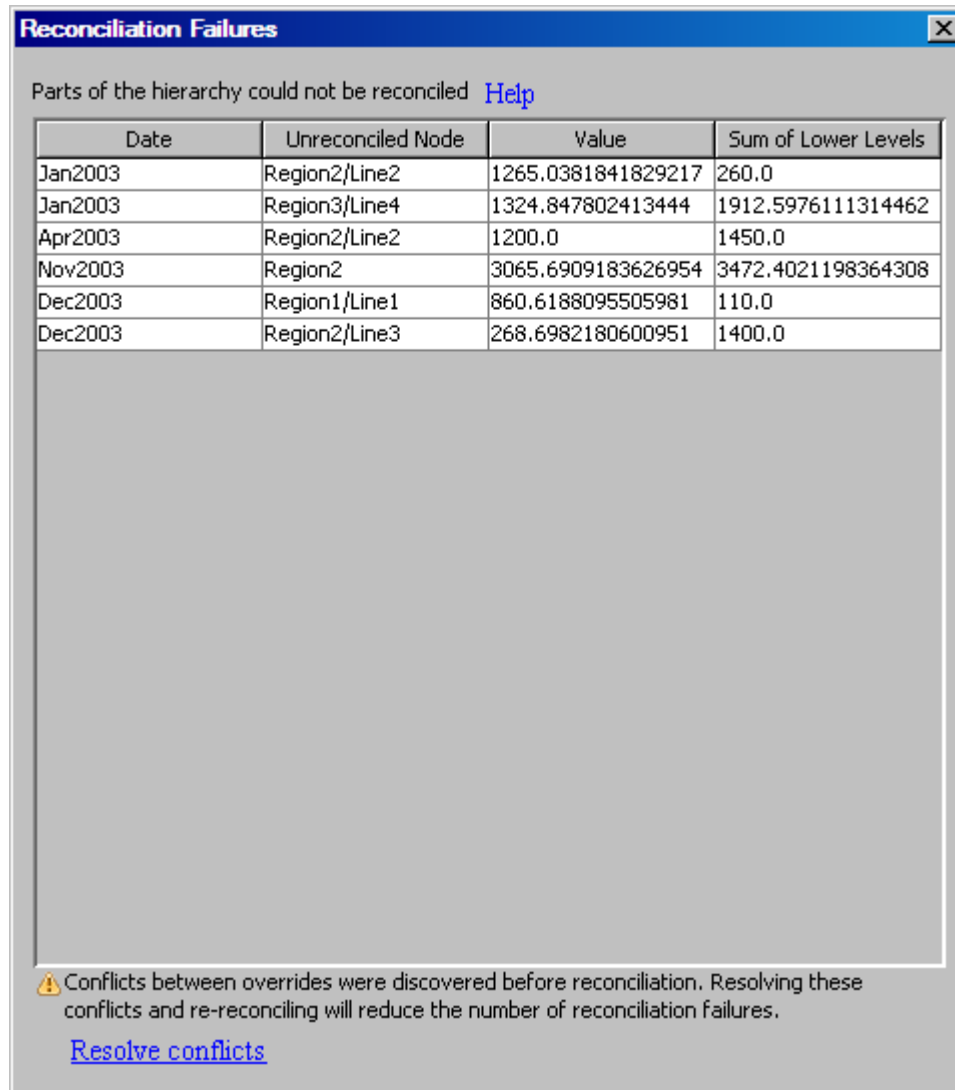 Reconciliation Failures
Parts of the hierarchy could not be reconciled Help
Date Unreconciled Node Value Sum of Lower Levels
Jan2003 Region2/Line2 1265.0381841829217 260.0
Jan2003 Region3/Line4 1324.847802413444 1912.5976111314462
Apr2003 Region2/Line2 1200.0 1450.0
Nov2003 Region2 3065.6909183626954 3472.4021198364308
Dec2003 Region1/Line1 860.6188095505981 110.0
Dec2003 Region2/Line3 268.6982180600951 1400.0
Conflicts between overrides were discovered before reconciliation. Resolving these
conflicts and re-reconciling will reduce the number of reconciliation failures.
Resolve conflicts